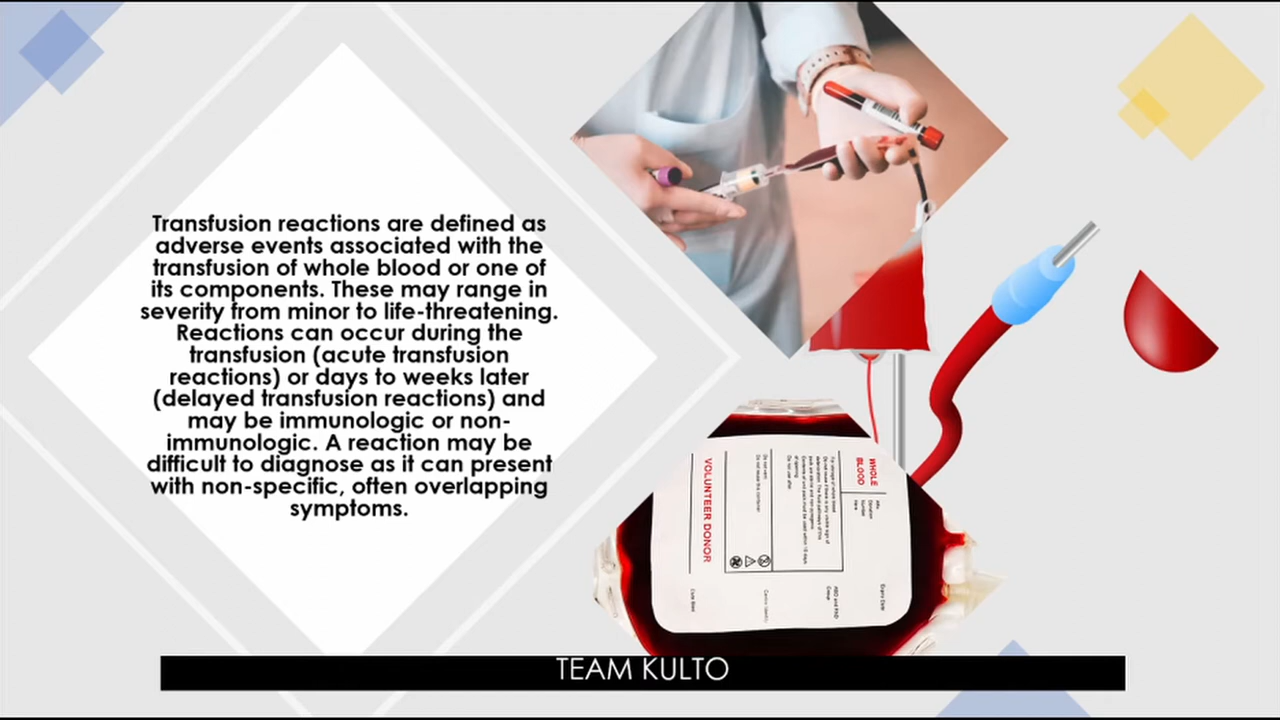 Transfusion reactions are defined as
adverse events associated with the
transfusion of whole blood or one of
its components. These may range in
severity from minor to life-threatening.
Reactions can occur during the
transfusion (acute transfusion
reactions) or days to weeks later
(delayed transfusion reactions) and
may be immunologic or non-
immunologic. A reaction may be
difficult to diagnose as it can present
with non-specific, often overlapping
symptoms.
WHOLE
BLOOD
VOLUNTEER DONOR
Expiry Date
TEAM KULTO